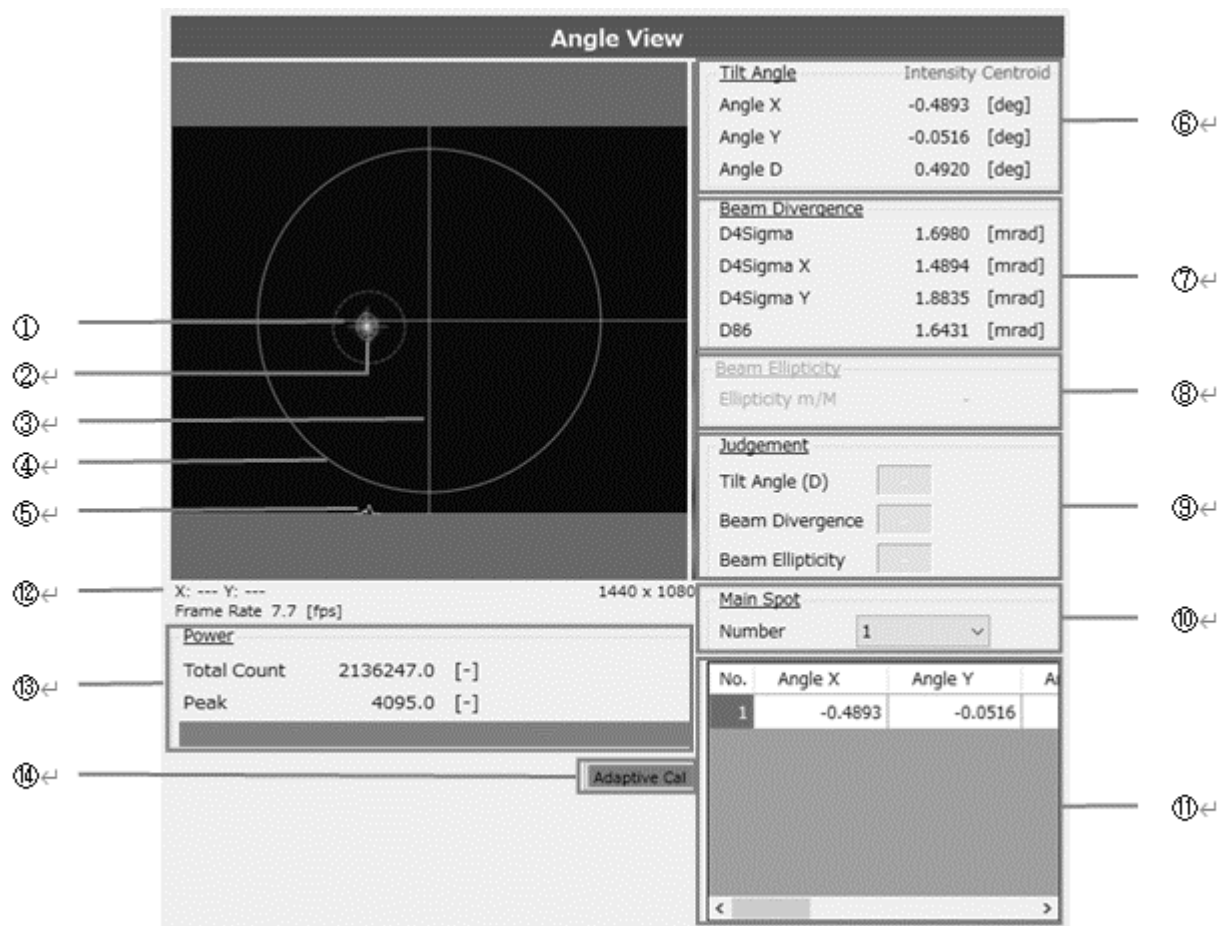 Angle View
Tilt Angle Intensity Centroid
Angle X -0.4893 [deg]
Angle Y -0.0516 [deg]
Angle D 0.4920 [deg]
⑥↵
Beam Divergence
D4Sigma 1.6980 [mrad]
D4Sigma X 1.4894 [mrad]
D4Sigma Y 1.8835 [mrad]
D86 1.6431 [mrad]
⑦↵
①
②↵
③↵
④↵
⑤↵
Beam Ellipticity
Ellipticity m/M -
⑧↵
Judgement
Tilt Angle (D) -
Beam Divergence -
Beam Ellipticity -
⑨↵
⑫↵
X: --- Y: --- 1440 x 1080
Frame Rate 7.7 [fps]
Main Spot
Number 1
⑩↵
Power
Total Count 2136247.0 [-]
Peak 4095.0 [-]
⑬↵
No. Angle X Angle Y A
1 -0.4893 -0.0516
⑭↵
Adaptive Cal
⑪↵
< >